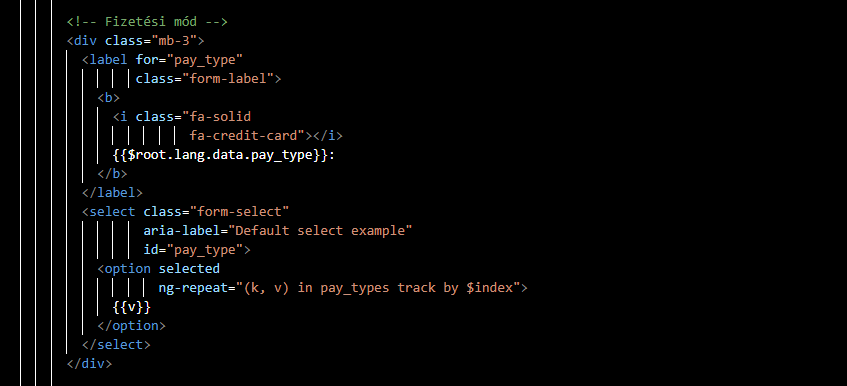 <!-- Fizetési mód -->
<div class="mb-3">
<label for="pay_type"
class="form-label">
<b>
<i class="fa-solid
fa-credit-card"></i>
{{$root.lang.data.pay_type}}:
</b>
</label>
<select class="form-select"
aria-label="Default select example"
id="pay_type">
<option selected
ng-repeat="(k, v) in pay_types track by $index">
{{v}}
</option>
</select>
</div>